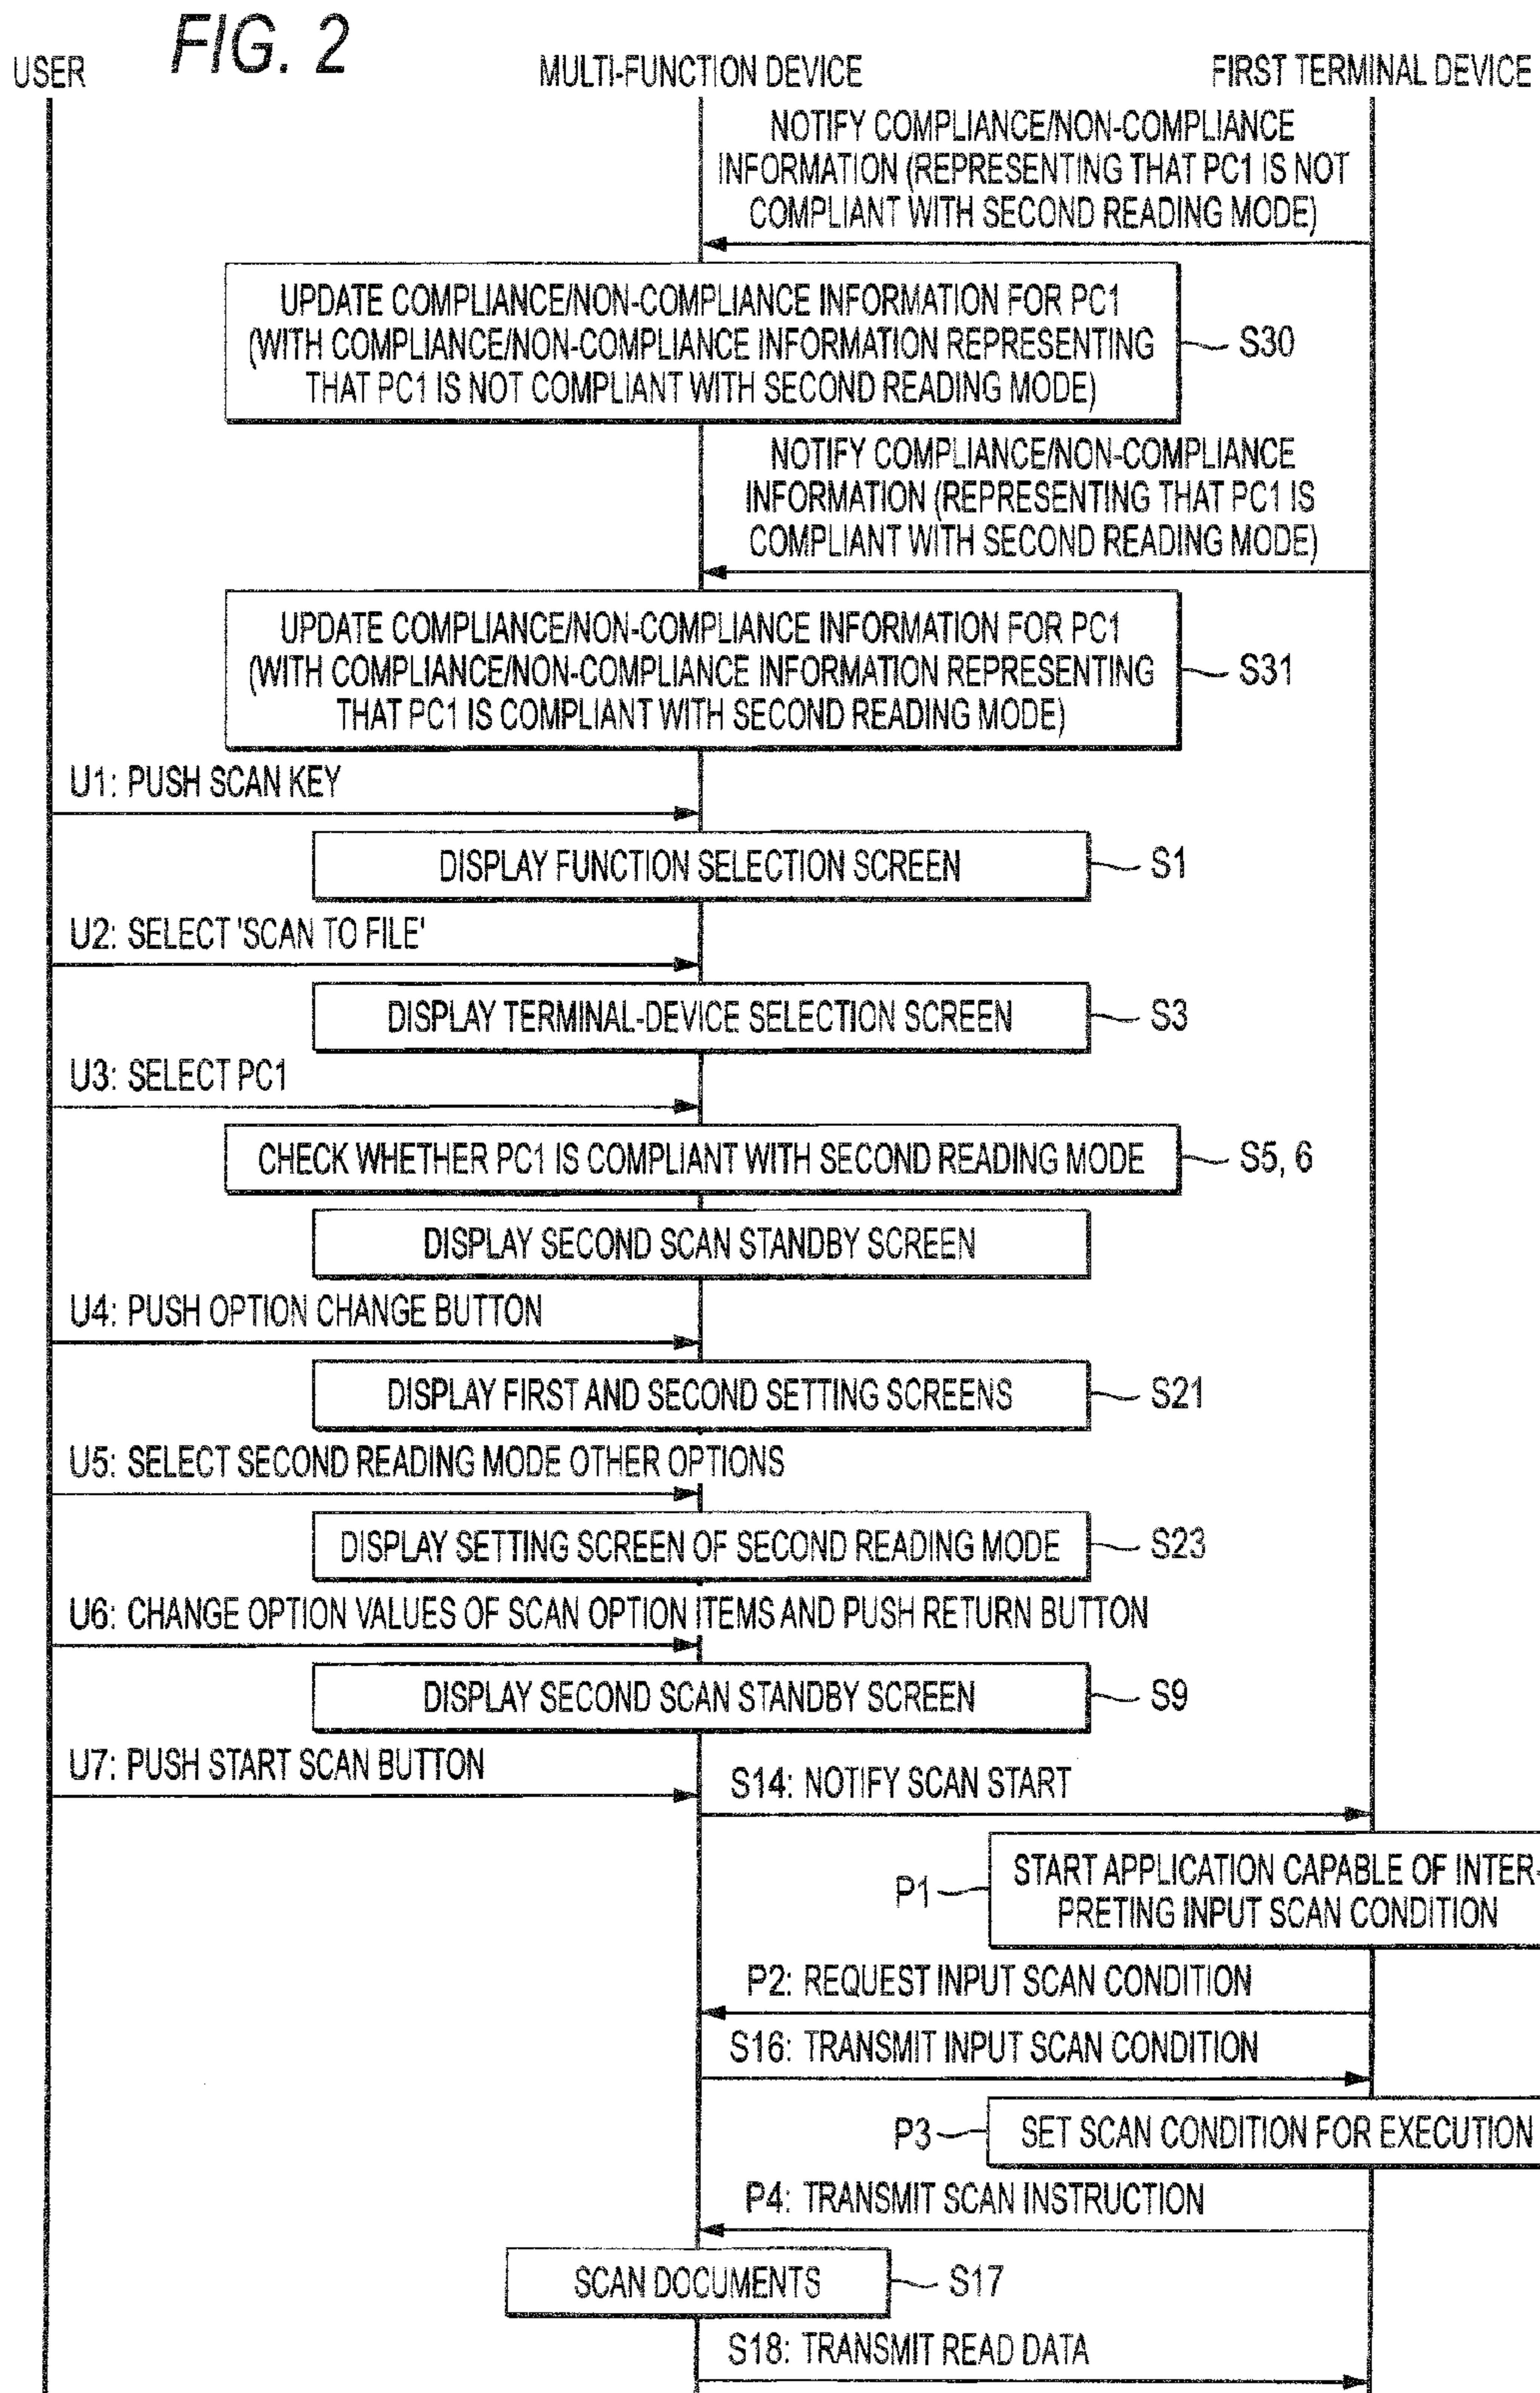 FIG. 2
USER
MULTI-FUNCTION DEVICE
FIRST TERMINAL DEVICE
NOTIFY COMPLIANCE/NON-COMPLIANCE
INFORMATION (REPRESENTING THAT PC1 IS NOT
COMPLIANT WITH SECOND READING MODE)
UPDATE COMPLIANCE/NON-COMPLIANCE INFORMATION FOR PC1
(WITH COMPLIANCE/NON-COMPLIANCE INFORMATION REPRESENTING
THAT PC1 IS NOT COMPLIANT WITH SECOND READING MODE)
S30
NOTIFY COMPLIANCE/NON-COMPLIANCE
INFORMATION (REPRESENTING THAT PC1 IS
COMPLIANT WITH SECOND READING MODE)
UPDATE COMPLIANCE/NON-COMPLIANCE INFORMATION FOR PC1
(WITH COMPLIANCE/NON-COMPLIANCE INFORMATION REPRESENTING
THAT PC1 IS COMPLIANT WITH SECOND READING MODE)
S31
U1: PUSH SCAN KEY
DISPLAY FUNCTION SELECTION SCREEN
S1
U2: SELECT 'SCAN TO FILE'
DISPLAY TERMINAL-DEVICE SELECTION SCREEN
S3
U3: SELECT PC1
CHECK WHETHER PC1 IS COMPLIANT WITH SECOND READING MODE
S5, 6
DISPLAY SECOND SCAN STANDBY SCREEN
U4: PUSH OPTION CHANGE BUTTON
DISPLAY FIRST AND SECOND SETTING SCREENS
S21
U5: SELECT SECOND READING MODE OTHER OPTIONS
DISPLAY SETTING SCREEN OF SECOND READING MODE
S23
U6: CHANGE OPTION VALUES OF SCAN OPTION ITEMS AND PUSH RETURN BUTTON
DISPLAY SECOND SCAN STANDBY SCREEN
S9
U7: PUSH START SCAN BUTTON
S14: NOTIFY SCAN START
P1
START APPLICATION CAPABLE OF INTER-
PRETING INPUT SCAN CONDITION
P2: REQUEST INPUT SCAN CONDITION
S16: TRANSMIT INPUT SCAN CONDITION
P3
SET SCAN CONDITION FOR EXECUTION
P4: TRANSMIT SCAN INSTRUCTION
SCAN DOCUMENTS
S17
S18: TRANSMIT READ DATA